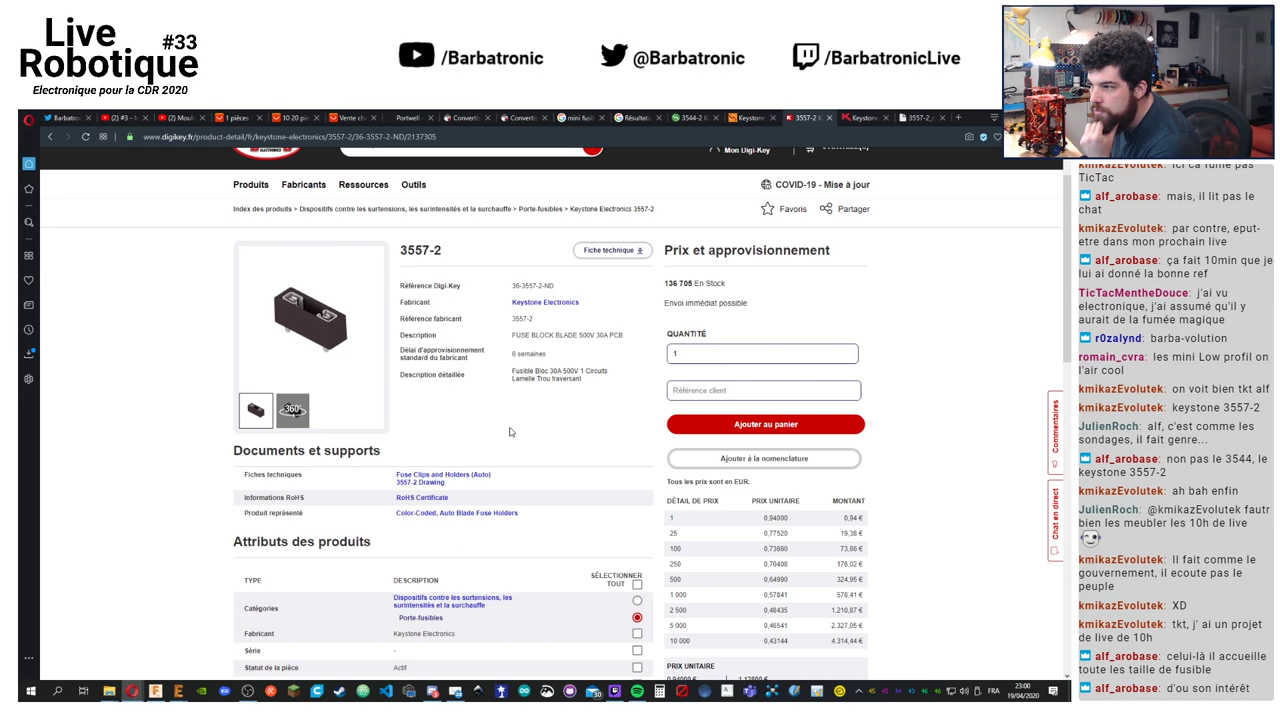 Live
Robotique #33
Electronique pour la CDR 2020
/Barbatronic
@Barbatronic
/BarbatronicLive
www.digikey.fr/product-detail/fr/keystone-electronics/3557-2/36-3557-2-ND/2137305
Mon Digi-Key
Produits Fabricants Ressources Outils
COVID-19 - Mise à jour
Index des produits > Dispositifs contre les surtensions, les surintensités et la surchauffe > Porte-fusibles > Keystone Electronics 3557-2
Favoris Partager
3557-2
Fiche technique
Référence Digi-Key 36-3557-2-ND
Fabricant Keystone Electronics
Référence fabricant 3557-2
Description FUSE BLOCK BLADE 500V 30A PCB
Délai d'approvisionnement
standard du fabricant 6 semaines
Description détaillée Fusible Bloc 30A 500V 1 Circuits
Lamelle Trou traversant
360°
Documents et supports
Fiches techniques Fuse Clips and Holders (Auto)
3557-2 Drawing
Informations RoHS RoHS Certificate
Produit représenté Color-Coded, Auto Blade Fuse Holders
Attributs des produits
TYPE DESCRIPTION SÉLECTIONNER
TOUT
Catégories Dispositifs contre les surtensions, les
surintensités et la surchauffe
Porte-fusibles
Fabricant Keystone Electronics
Série -
Statut de la pièce Actif
Prix et approvisionnement
136 705 En Stock
Envoi immédiat possible
QUANTITÉ
1
Référence client
Ajouter au panier
Ajouter à la nomenclature
Tous les prix sont en EUR.
DÉTAIL DE PRIX PRIX UNITAIRE MONTANT
1 0,94000 0,94 €
25 0,77520 19,38 €
100 0,73660 73,66 €
250 0,70408 176,02 €
500 0,64990 324,95 €
1 000 0,57841 578,41 €
2 500 0,48435 1.210,87 €
5 000 0,46541 2.327,05 €
10 000 0,43144 4.314,44 €
PRIX UNITAIRE MONTANT
Commentaires
Chat en direct
kmikazEvolutek: ici ca fume pas
TicTac
alf_arobase: mais, il lit pas le
chat
kmikazEvolutek: par contre, eput-
etre dans mon prochain live
alf_arobase: ça fait 10min que je
lui ai donné la bonne ref
TicTacMentheDouce: j'ai vu
electronique, j'ai assumé qu'il y
aurait de la fumée magique
r0zalynd: barba-volution
romain_cvra: les mini Low profil on
l'air cool
kmikazEvolutek: on voit bien tkt alf
kmikazEvolutek: keystone 3557-2
JulienRoch: alf, c'est comme les
sondages, il fait genre...
alf_arobase: non pas le 3544, le
keystone 3557-2
kmikazEvolutek: ah bah enfin
JulienRoch: @kmikazEvolutek fautr
bien les meubler les 10h de live
kmikazEvolutek: Il fait comme le
gouvernement, il ecoute pas le
peuple
kmikazEvolutek: XD
kmikazEvolutek: tkt, j' ai un projet
de live de 10h
alf_arobase: celui-là il accueille
toute les taille de fusible
alf_arobase: d'ou son intérêt
FRA
23:00
19/04/2020